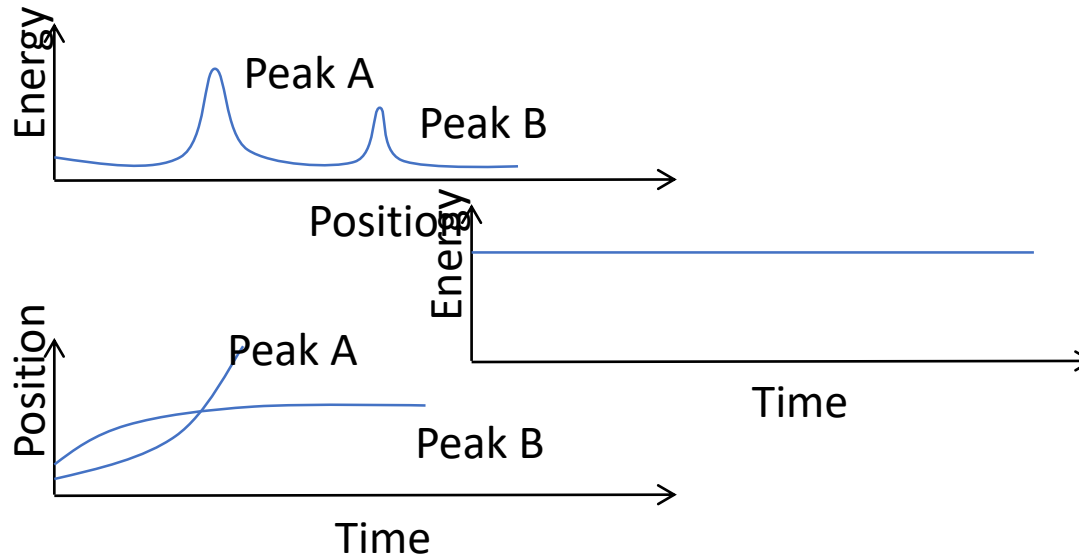 Energy
Peak A
Peak B
Position
Energy
Time
Position
Peak A
Peak B
Time